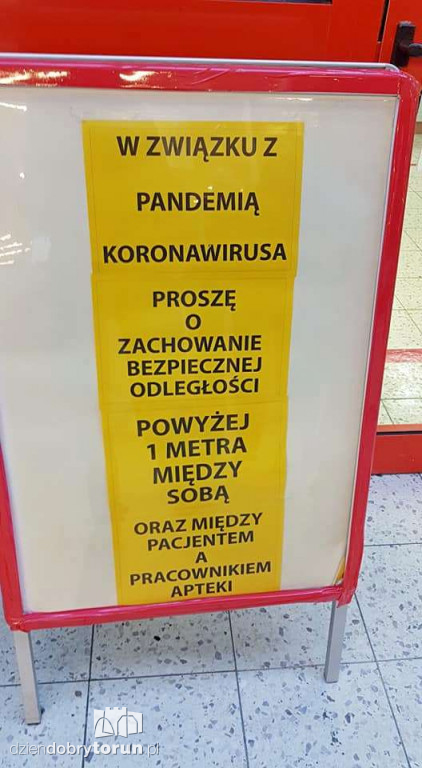 W ZWIĄZKU Z
PANDEMIĄ
KORONAWIRUSA
PROSZĘ
O
ZACHOWANIE
BEZPIECZNEJ
ODLEGŁOŚCI
POWYŻEJ
1 METRA
MIĘDZY
SOBĄ
ORAZ MIĘDZY
PACJENTEM
A
PRACOWNIKIEM
APTEKI
dziendobrytorun.pl